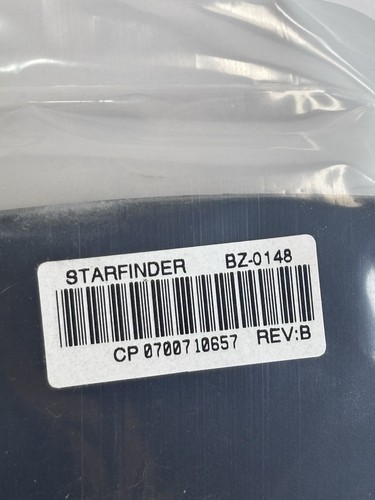 STARFINDER BZ-0148
CP 0700710657 REV:B